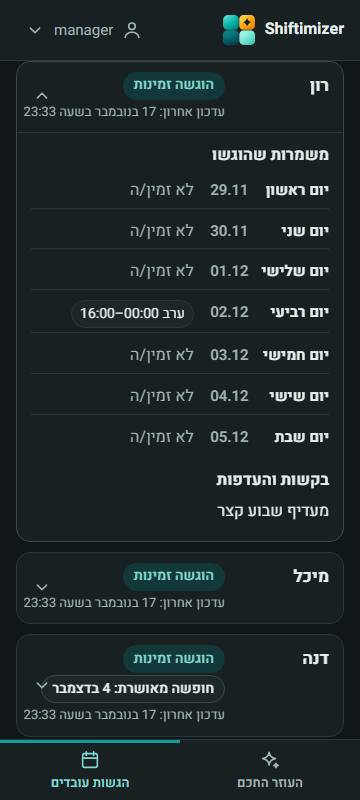 Shiftimizer
manager
רון
הוגשה זמינות
עדכון אחרון: 17 בנובמבר בשעה 23:33
משמרות שהוגשו
יום ראשון 29.11 לא זמין/ה
יום שני 30.11 לא זמין/ה
יום שלישי 01.12 לא זמין/ה
יום רביעי 02.12 ערב 16:00–00:00
יום חמישי 03.12 לא זמין/ה
יום שישי 04.12 לא זמין/ה
יום שבת 05.12 לא זמין/ה
בקשות והעדפות
מעדיף שבוע קצר
מיכל
הוגשה זמינות
עדכון אחרון: 17 בנובמבר בשעה 23:33
דנה
הוגשה זמינות
חופשה מאושרת: 4 בדצמבר
עדכון אחרון: 17 בנובמבר בשעה 23:33
העוזר החכם
הגשות עובדים